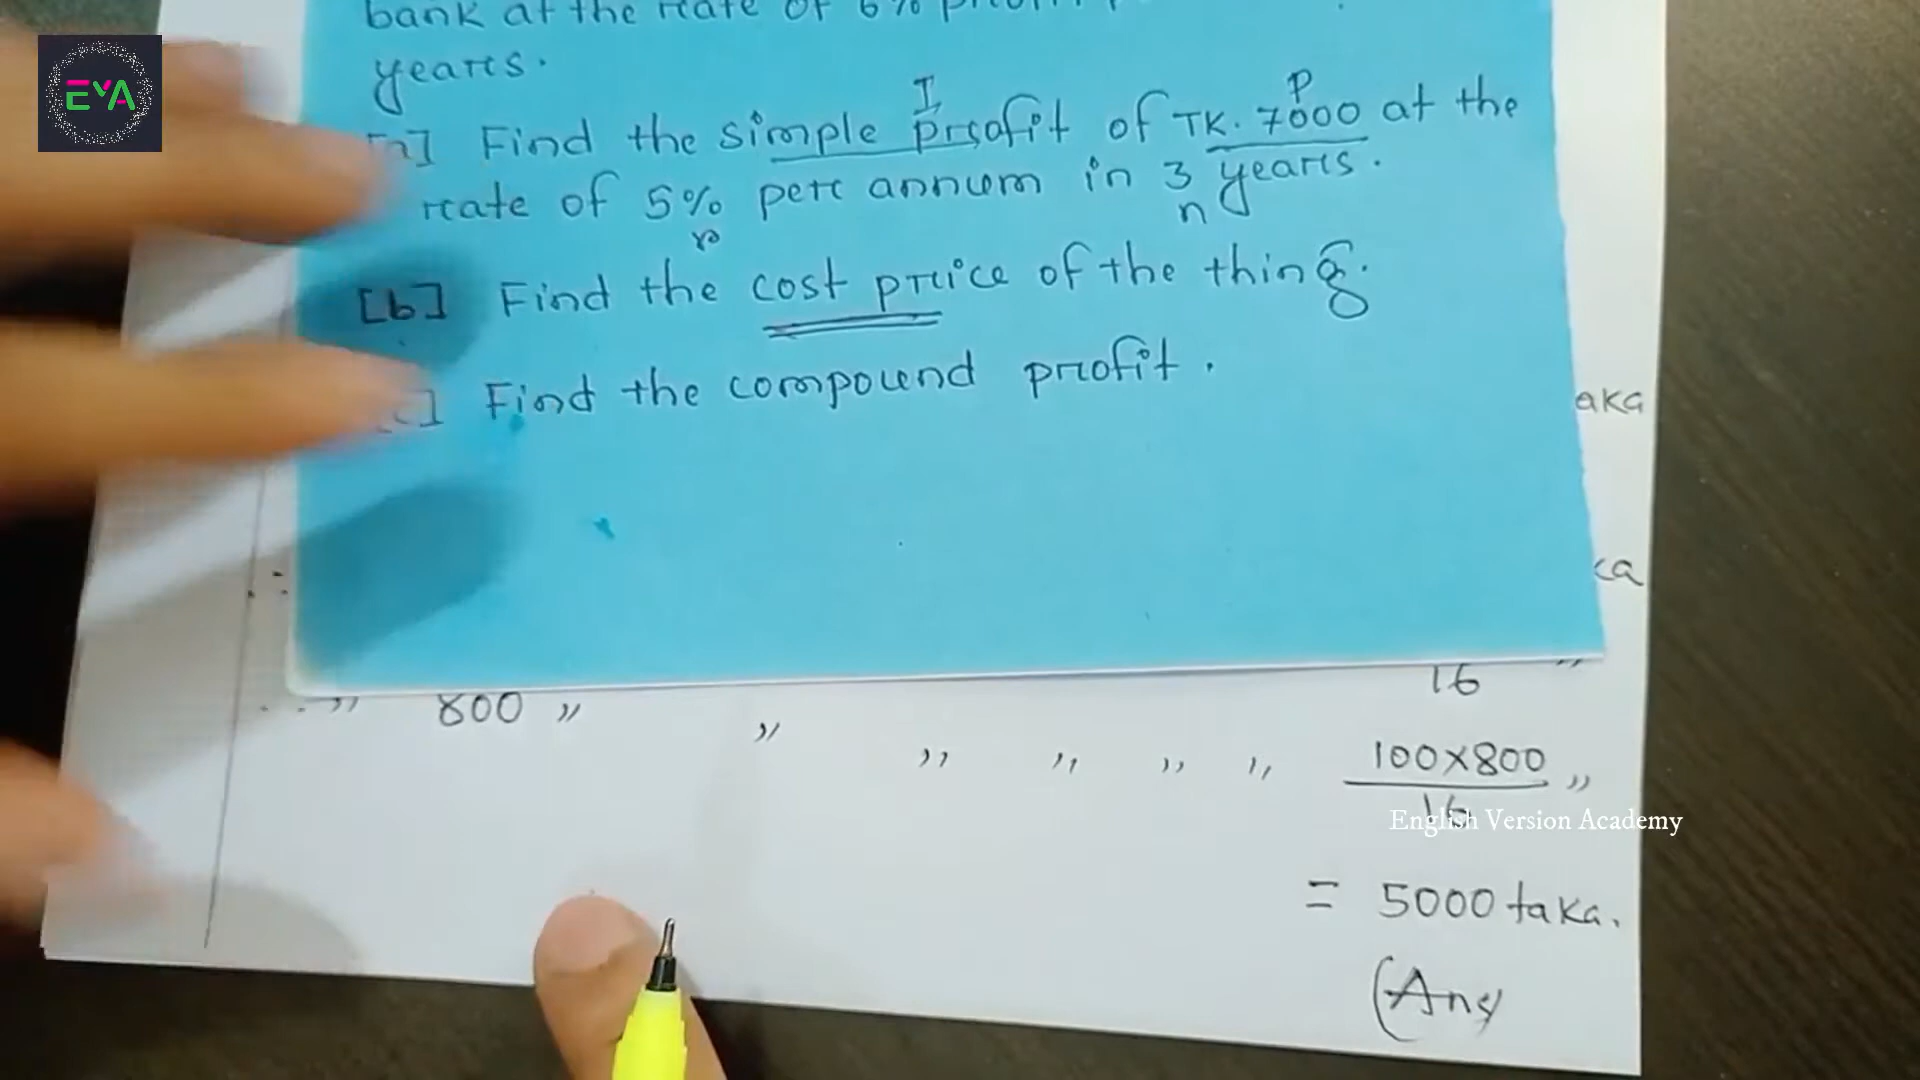 EYA
bank at the rate of 6% profit
years.
[a] Find the simple profit of TK. 7000 at the
I
P
rate of 5% per annum in 3 years.
r
n
[b] Find the cost price of the thing.
[c] Find the compound profit.
aka
ka
16 "
" 800 " " " " " " 100×800 "
16
English Version Academy
= 5000 taka.
(Ans